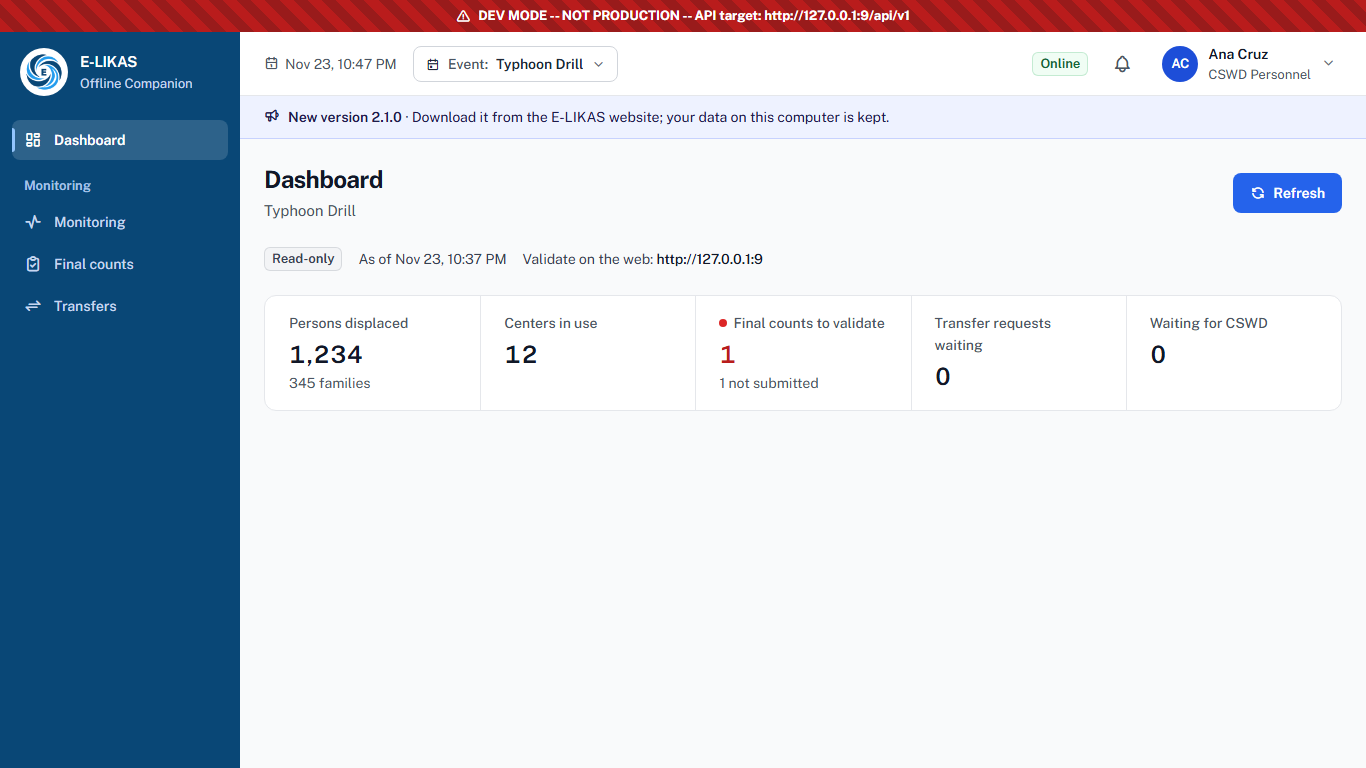 DEV MODE -- NOT PRODUCTION -- API target: http://127.0.0.1:9/api/v1
E-LIKAS
Offline Companion
Dashboard
Monitoring
Monitoring
Final counts
Transfers
Nov 23, 10:47 PM
Event: Typhoon Drill
Online
AC
Ana Cruz
CSWD Personnel
New version 2.1.0 · Download it from the E-LIKAS website; your data on this computer is kept.
Dashboard
Typhoon Drill
Refresh
Read-only
As of Nov 23, 10:37 PM
Validate on the web: http://127.0.0.1:9
Persons displaced
1,234
345 families
Centers in use
12
Final counts to validate
1
1 not submitted
Transfer requests
waiting
0
Waiting for CSWD
0